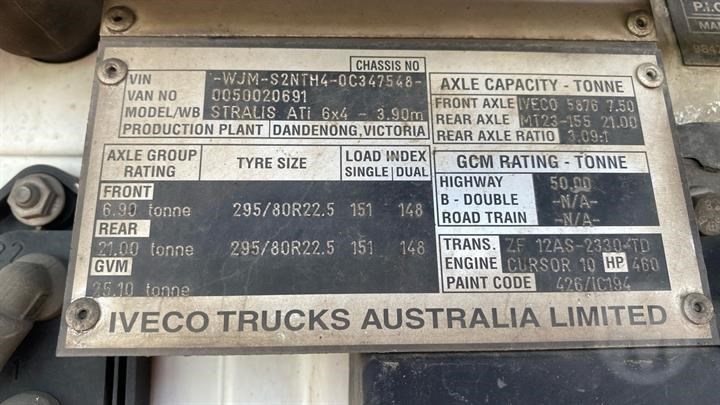 CHASSIS NO
VIN -WJM-S2NTH4-0C347548-
VAN NO 0050020691
MODEL/WB STRALIS ATi 6x4 - 3.90m
PRODUCTION PLANT DANDENONG,VICTORIA
AXLE CAPACITY - TONNE
FRONT AXLE IVECO 5876 7.50
REAR AXLE MT23-155 21.00
REAR AXLE RATIO 3.09:1
AXLE GROUP RATING TYRE SIZE LOAD INDEX SINGLE DUAL
FRONT
6.90 tonne 295/80R22.5 151 148
REAR
21.00 tonne 295/80R22.5 151 148
GVM
25.10 tonne
GCM RATING - TONNE
HIGHWAY 50.00
B - DOUBLE -N/A-
ROAD TRAIN -N/A-
TRANS. ZF 12AS-2330-TD
ENGINE CURSOR 10 HP 460
PAINT CODE 426/IC194
IVECO TRUCKS AUSTRALIA LIMITED